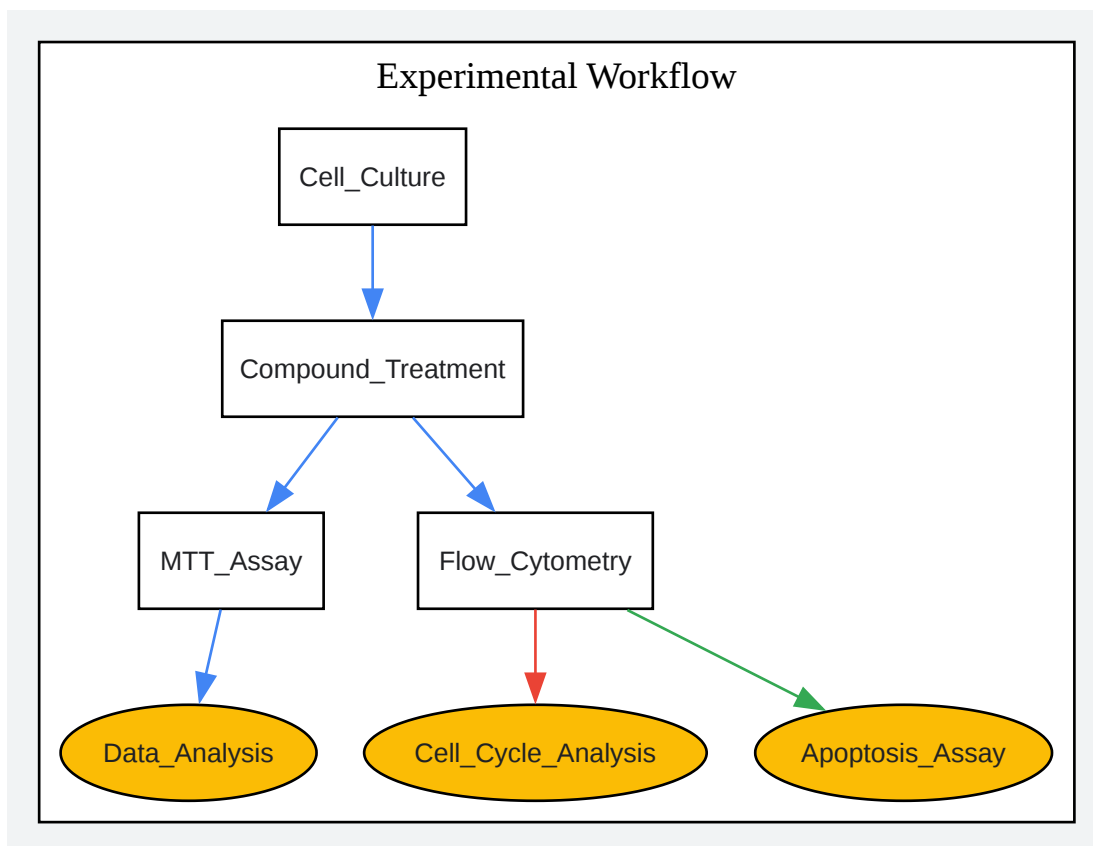 Experimental Workflow
Cell_Culture
Compound_Treatment
MTT_Assay
Flow_Cytometry
Data_Analysis
Cell_Cycle_Analysis
Apoptosis_Assay